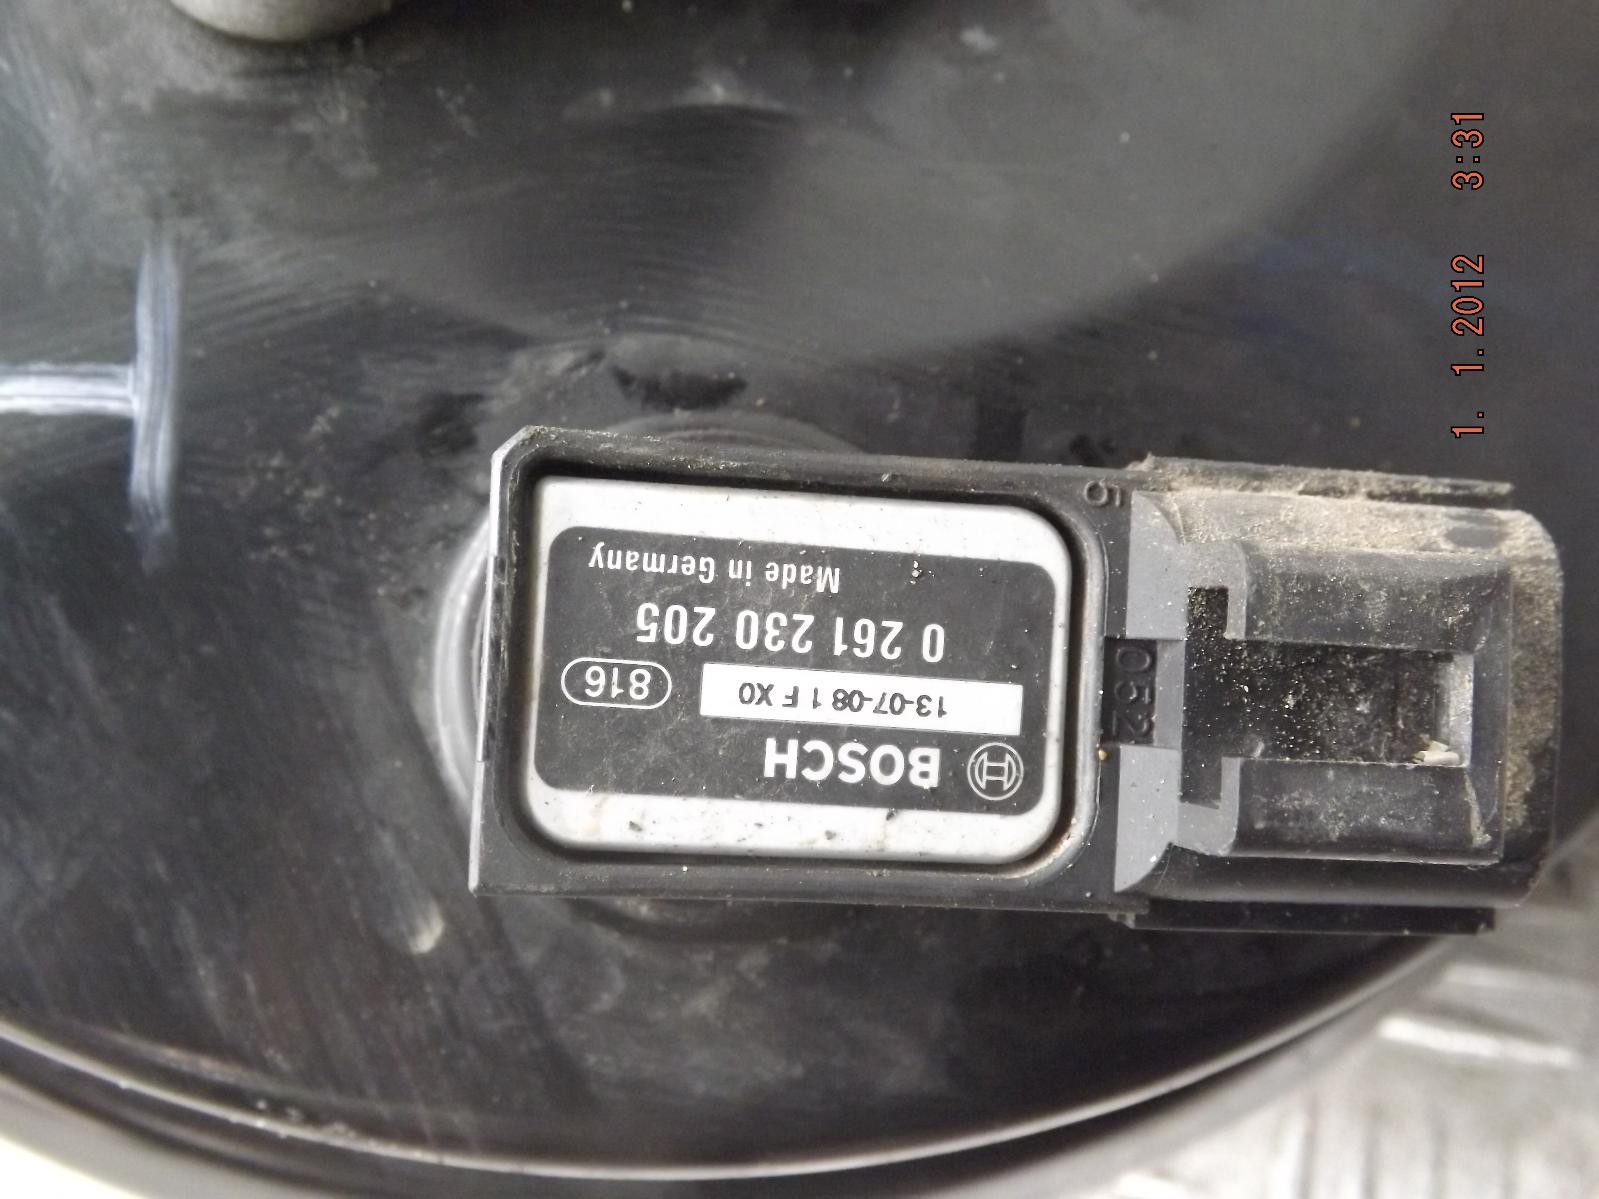 BOSCH
13-07-08 1 F X0
816
0 261 230 205
Made in Germany
052
5
1. 1.2012 3:31